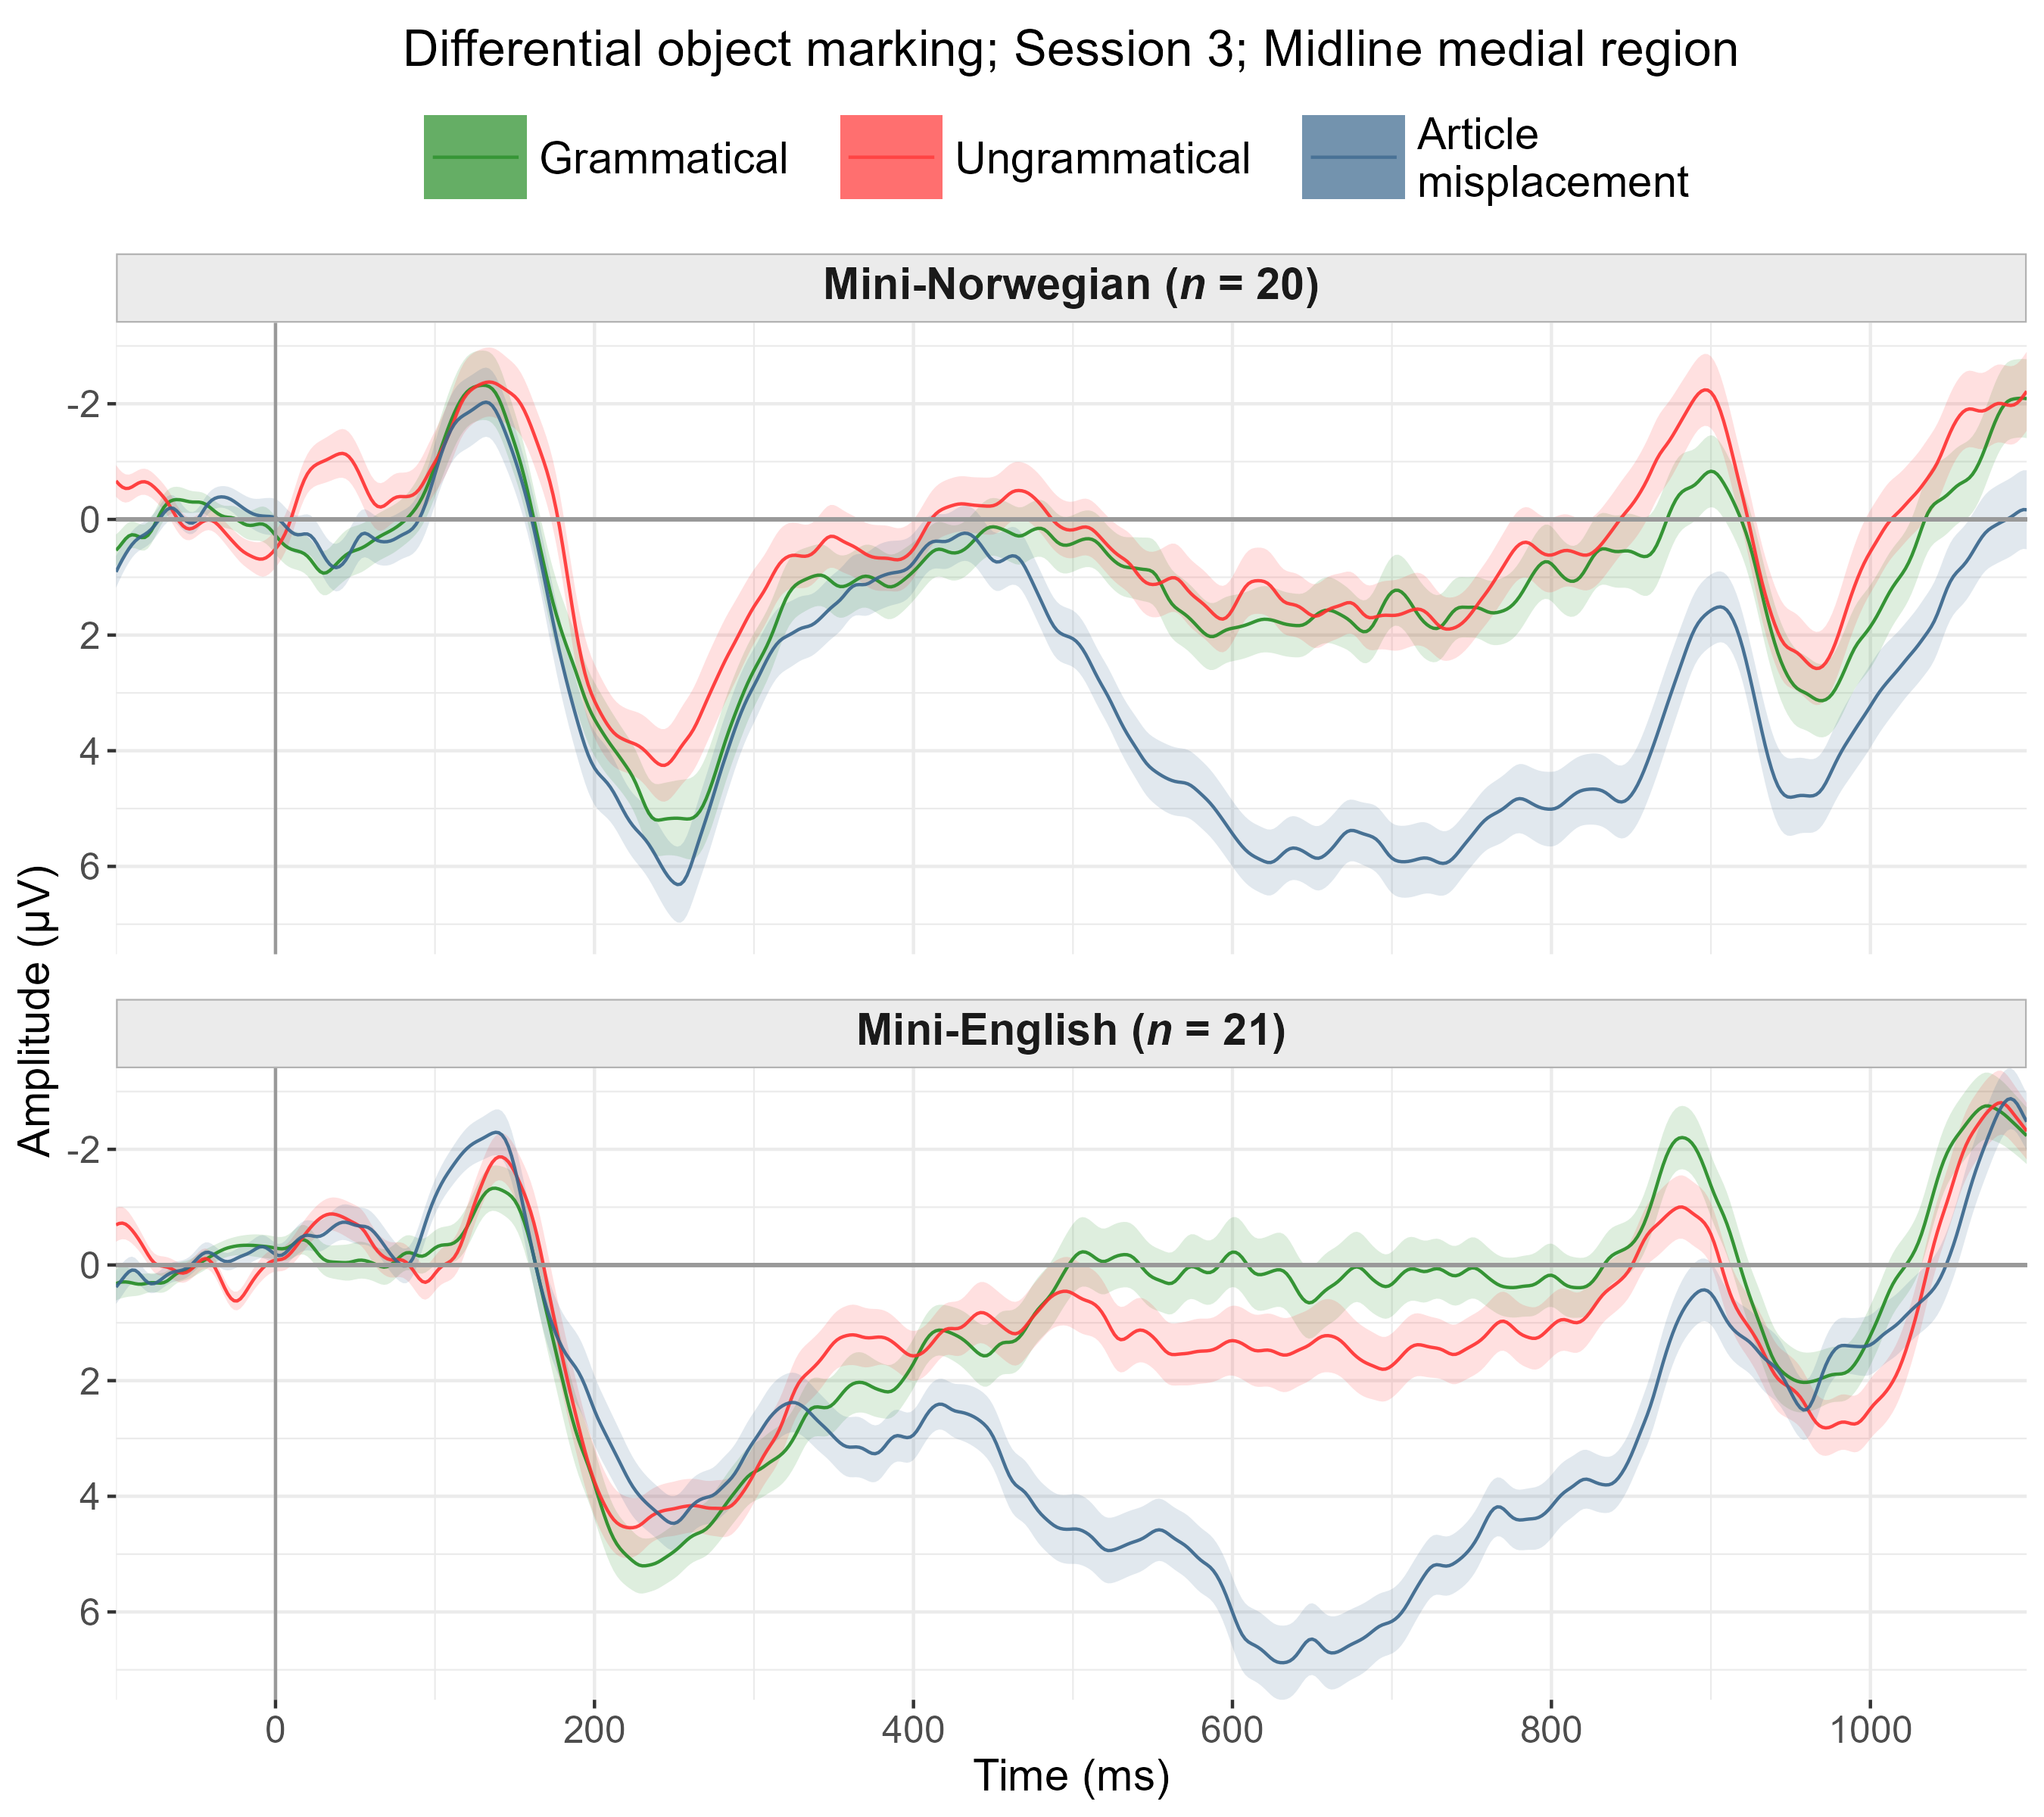 Differential object marking; Session 3; Midline medial region
Grammatical
Ungrammatical
Article
misplacement
Mini-Norwegian (n = 20)
-2
0
2
4
6
Amplitude (µV)
Mini-English (n = 21)
-2
0
2
4
6
0 200 400 600 800 1000
Time (ms)